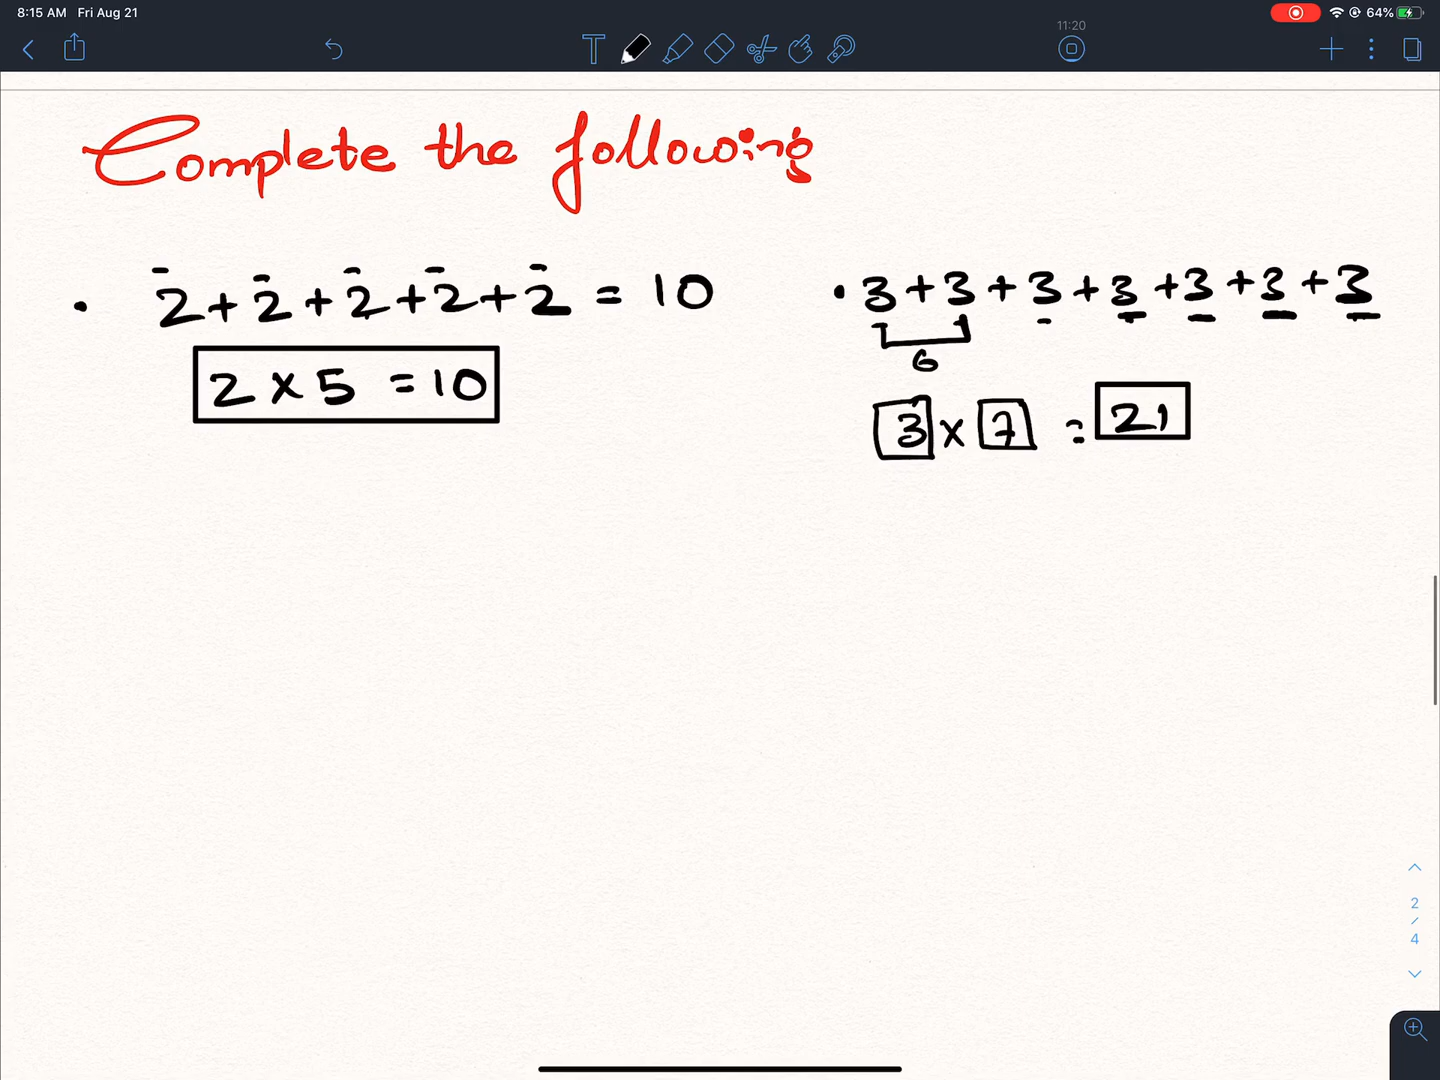 8:15 AM Fri Aug 21
64%
11:20
Complete the following
• 2+2+2+2+2 = 10
2 x 5 = 10
• 3+3+3+3+3+3+3
6
3 x 7 = 21
2
/
4